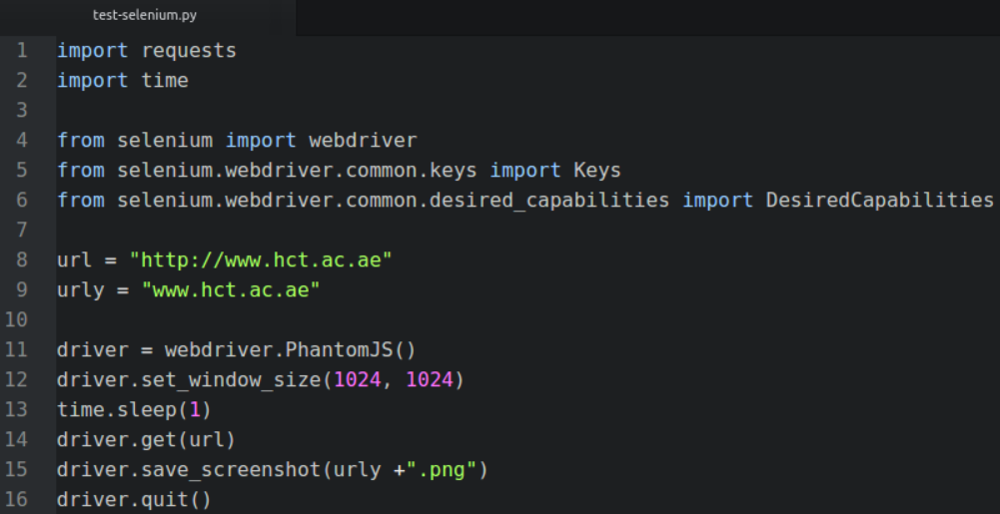 test-selenium.py
1 import requests
2 import time
3
4 from selenium import webdriver
5 from selenium.webdriver.common.keys import Keys
6 from selenium.webdriver.common.desired_capabilities import DesiredCapabilities
7
8 url = "http://www.hct.ac.ae"
9 urly = "www.hct.ac.ae"
10
11 driver = webdriver.PhantomJS()
12 driver.set_window_size(1024, 1024)
13 time.sleep(1)
14 driver.get(url)
15 driver.save_screenshot(urly +".png")
16 driver.quit()